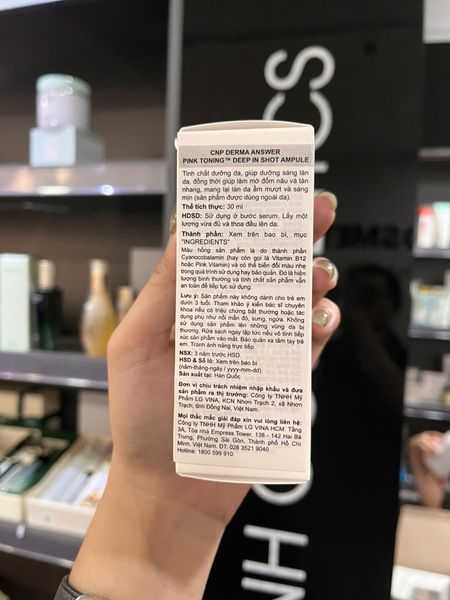 CNP DERMA ANSWER
PINK TONING™ DEEP IN SHOT AMPULE
Tinh chất dưỡng da, giúp dưỡng sáng làn
da, đồng thời giúp làm mờ đốm nâu và tàn
nhang, mang lại làn da ẩm mượt và sáng
mịn (sản phẩm được dùng ngoài da).
Thể tích thực: 30 ml
HDSD: Sử dụng ở bước serum. Lấy một
lượng vừa đủ và thoa đều lên da.
Thành phần: Xem trên bao bì, mục
"INGREDIENTS"
Màu hồng sản phẩm là do thành phần
Cyanocobalamin (hay còn gọi là Vitamin B12
hoặc Pink Vitamin) và có thể biến đổi màu nhẹ
trong quá trình sử dụng hay bảo quản. Đó là hiện
tượng bình thường và tính chất sản phẩm vẫn
an toàn để tiếp tục sử dụng.
Lưu ý: Sản phẩm này không dành cho trẻ em
dưới 3 tuổi. Tham khảo ý kiến bác sĩ chuyên
khoa nếu có triệu chứng bất thường hoặc tác
dụng phụ như nổi mẩn đỏ, sưng, ngứa. Không
sử dụng sản phẩm lên những vùng da bị
thương. Rửa sạch ngay lập tức nếu vô tình tiếp
xúc sản phẩm vào mắt. Bảo quản xa tầm tay trẻ
em. Tránh ánh nắng trực tiếp.
NSX: 3 năm trước HSD
HSD & Số lô: Xem trên bao bì
(năm-tháng-ngày / yyyy-mm-dd)
Sản xuất tại: Hàn Quốc
Đơn vị chịu trách nhiệm nhập khẩu và đưa
sản phẩm ra thị trường: Công ty TNHH Mỹ
Phẩm LG VINA, KCN Nhơn Trạch 2, xã Nhơn
Trạch, tỉnh Đồng Nai, Việt Nam.
Mọi thắc mắc giải đáp xin vui lòng liên hệ:
Công ty TNHH Mỹ Phẩm LG VINA HCM: Tầng
3A, Tòa nhà Empress Tower, 138 - 142 Hai Bà
Trưng, Phường Sài Gòn, Thành phố Hồ Chí
Minh, Việt Nam. ĐT: 028 3521 9040
Hotline: 1800 599 910.